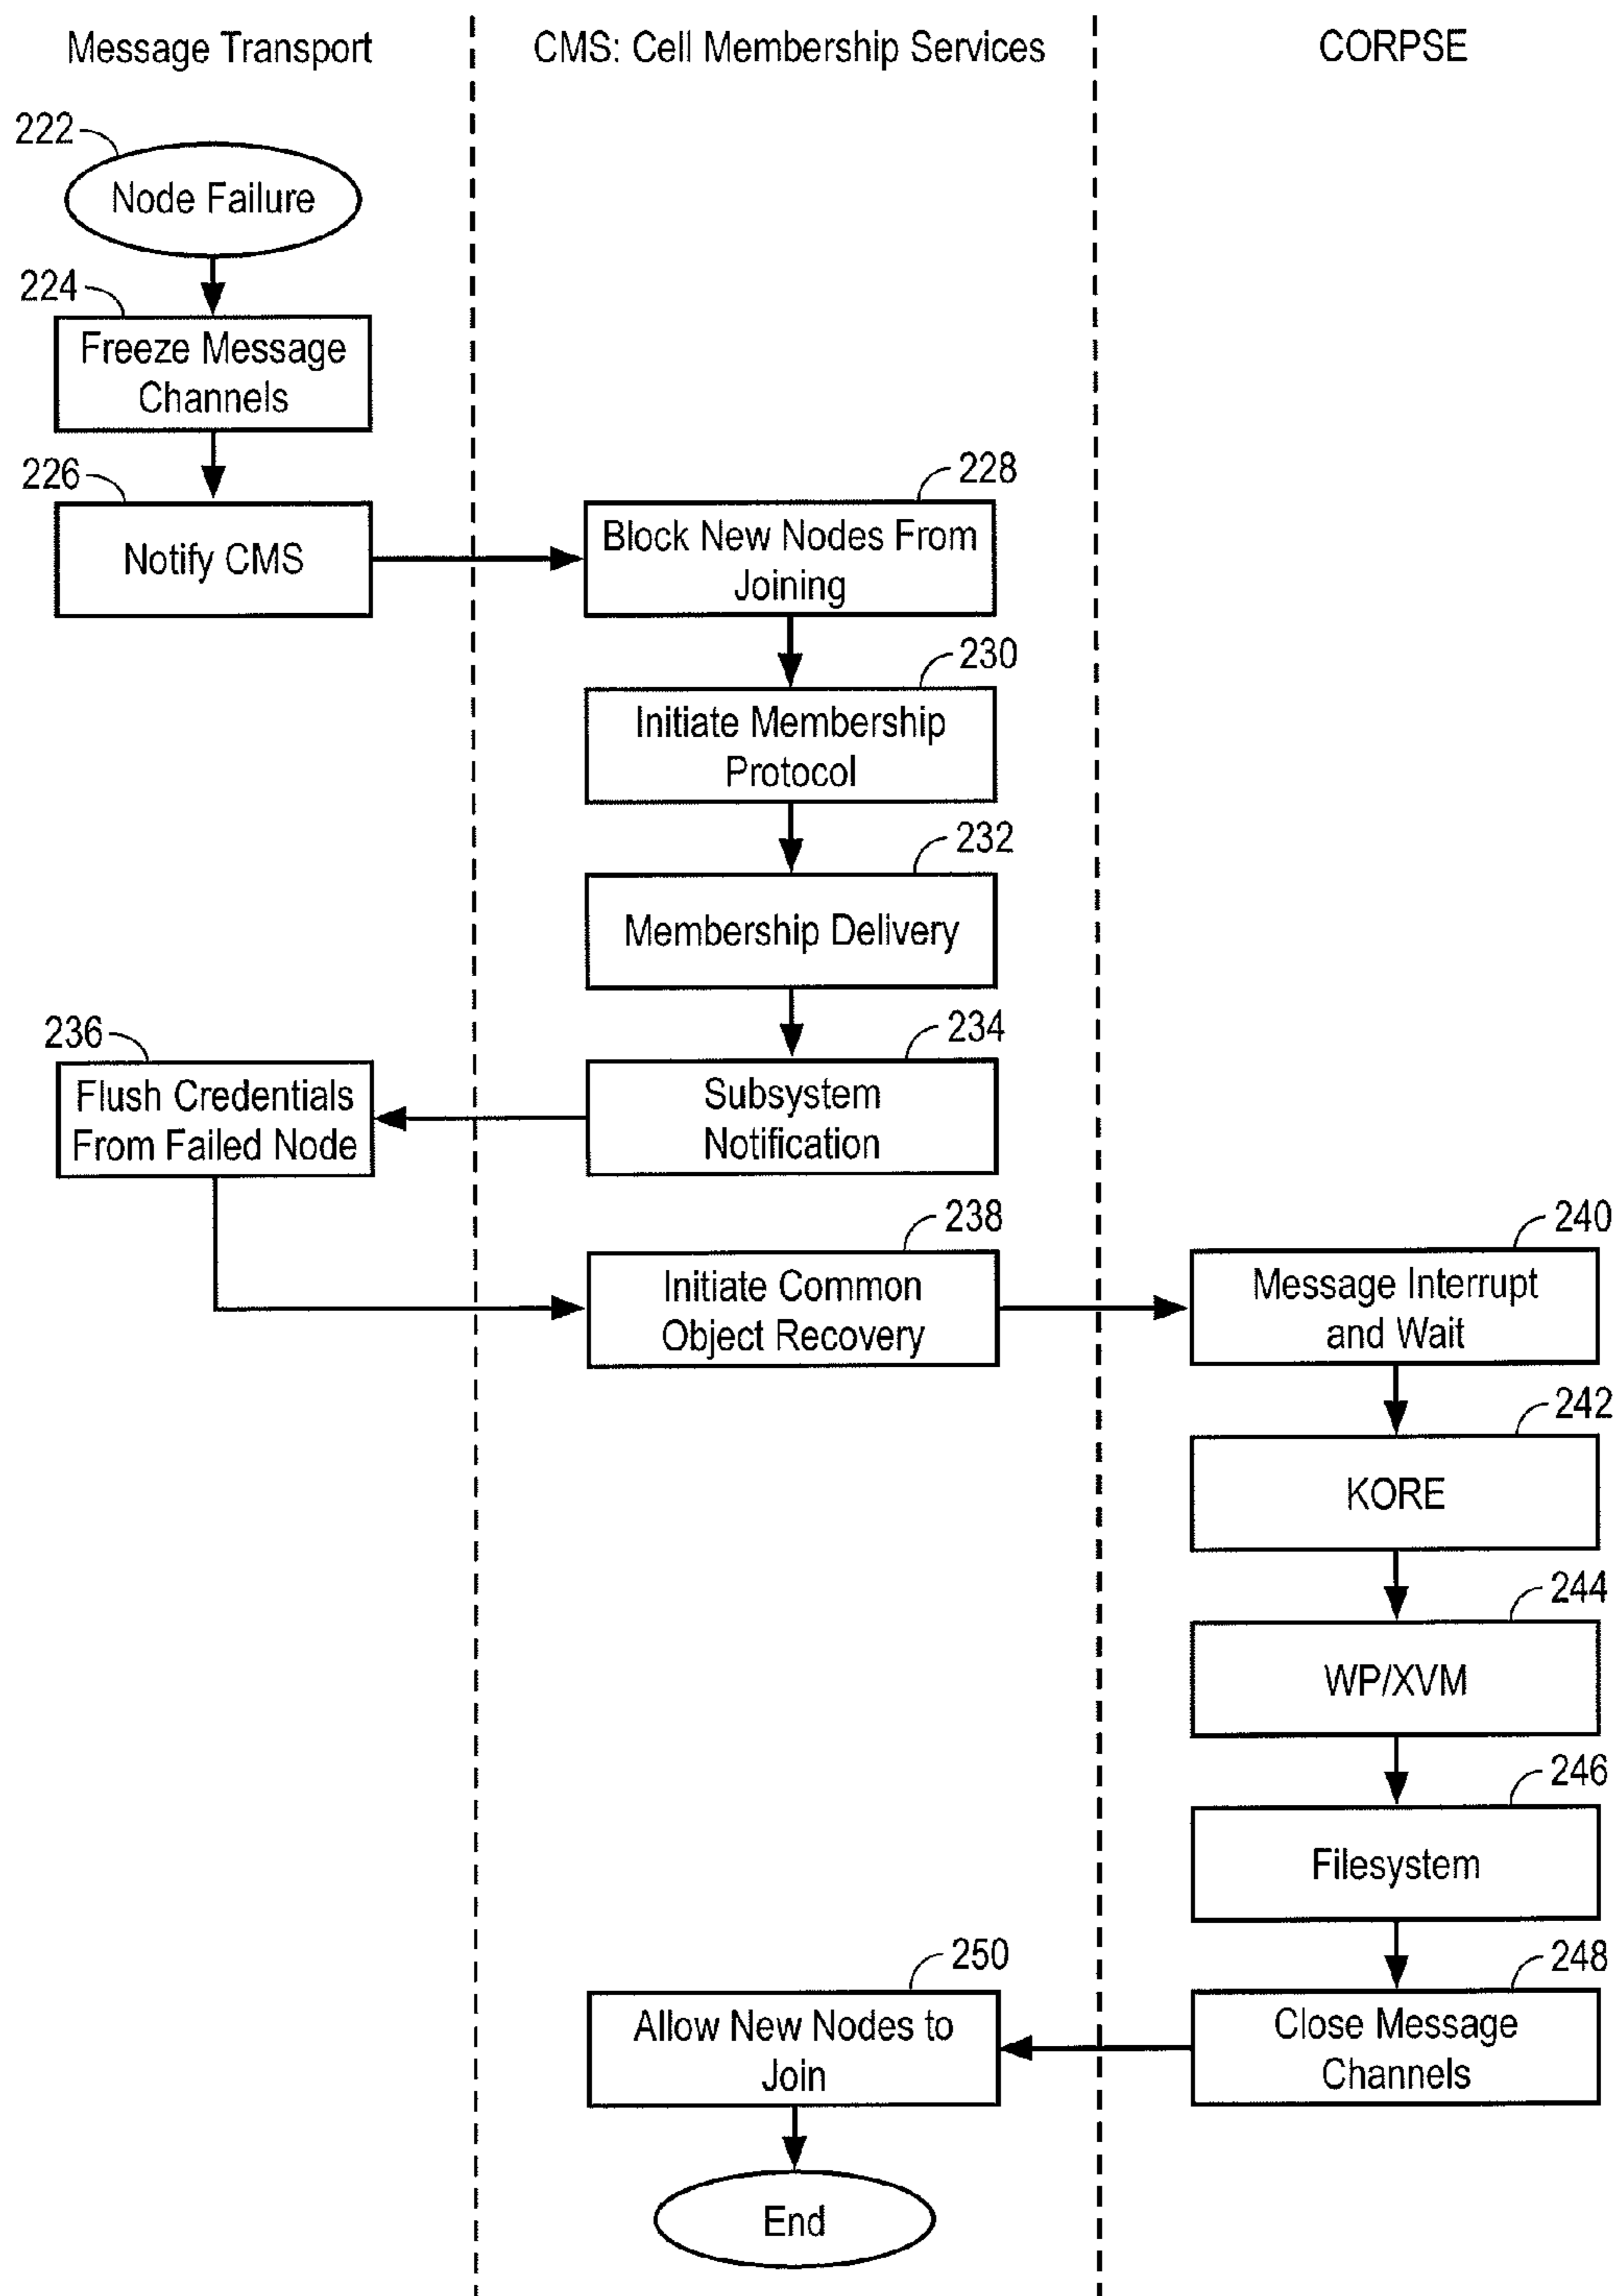 Message Transport
CMS: Cell Membership Services
CORPSE
222
Node Failure
224
Freeze Message
Channels
226
Notify CMS
228
Block New Nodes From
Joining
230
Initiate Membership
Protocol
232
Membership Delivery
234
Subsystem
Notification
236
Flush Credentials
From Failed Node
238
Initiate Common
Object Recovery
240
Message Interrupt
and Wait
242
KORE
244
WP/XVM
246
Filesystem
248
Close Message
Channels
250
Allow New Nodes to
Join
End